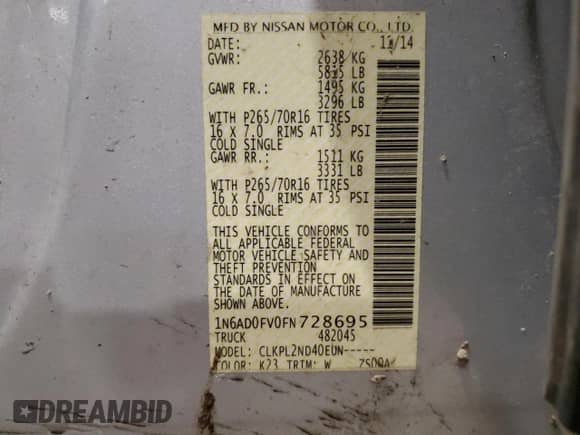 MFD BY NISSAN MOTOR CO., LTD.
DATE: 11/14
GVWR: 2638 KG
5815 LB
GAWR FR.: 1495 KG
3296 LB
WITH P265/70R16 TIRES
16 X 7.0 RIMS AT 35 PSI
COLD SINGLE
GAWR RR.: 1511 KG
3331 LB
WITH P265/70R16 TIRES
16 X 7.0 RIMS AT 35 PSI
COLD SINGLE
THIS VEHICLE CONFORMS TO
ALL APPLICABLE FEDERAL
MOTOR VEHICLE SAFETY AND
THEFT PREVENTION
STANDARDS IN EFFECT ON
THE DATE OF MANUFACTURE
SHOWN ABOVE.
1N6AD0FV0FN728695
TRUCK 482045
MODEL: CLKPL2ND40EUN-----
COLOR: K23 TRIM: W
DREAMBID